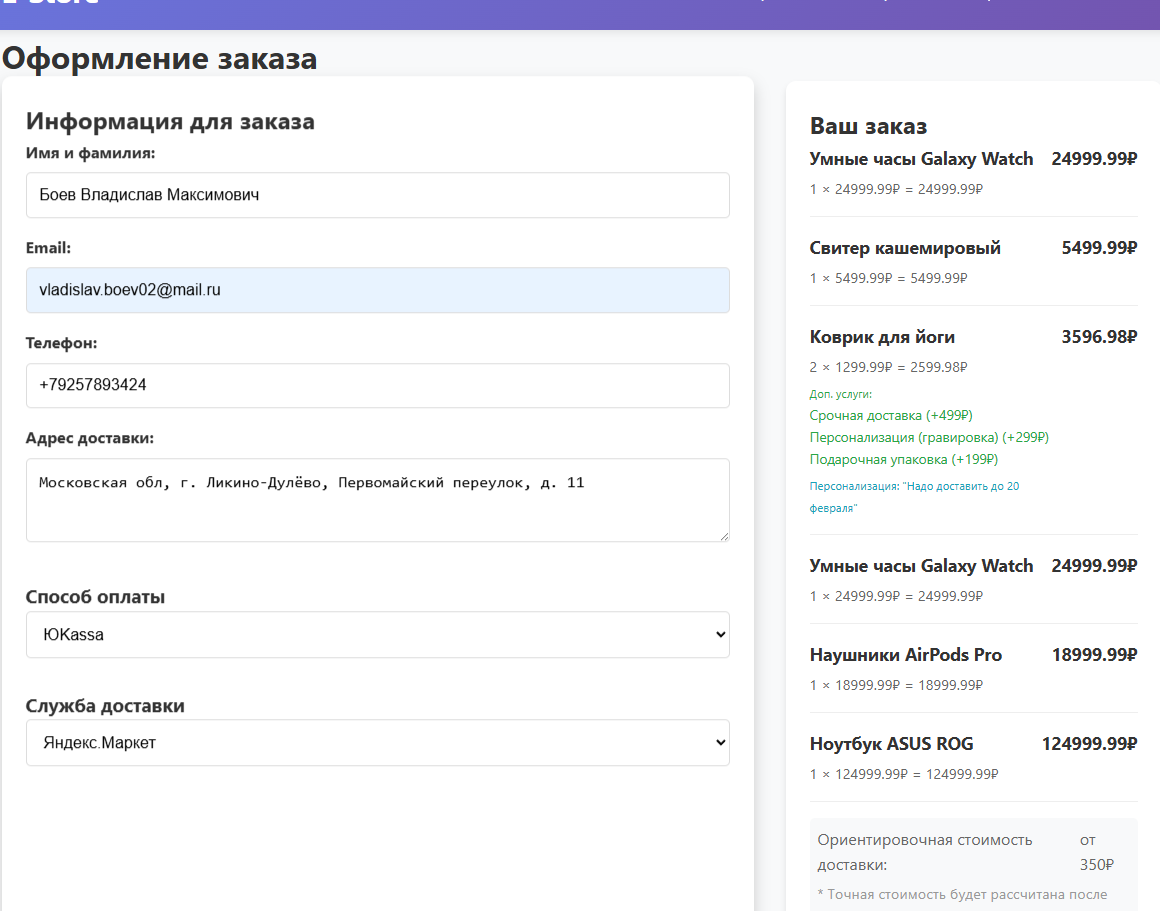 Оформление заказа
Информация для заказа
Имя и фамилия:
Боев Владислав Максимович
Email:
vladislav.boev02@mail.ru
Телефон:
+79257893424
Адрес доставки:
Московская обл, г. Ликино-Дулёво, Первомайский переулок, д. 11
Способ оплаты
ЮKassa
Служба доставки
Яндекс.Маркет
Ваш заказ
Умные часы Galaxy Watch 24999.99₽
1 × 24999.99₽ = 24999.99₽
Свитер кашемировый 5499.99₽
1 × 5499.99₽ = 5499.99₽
Коврик для йоги 3596.98₽
2 × 1299.99₽ = 2599.98₽
Доп. услуги:
Срочная доставка (+499₽)
Персонализация (гравировка) (+299₽)
Подарочная упаковка (+199₽)
Персонализация: "Надо доставить до 20
февраля"
Умные часы Galaxy Watch 24999.99₽
1 × 24999.99₽ = 24999.99₽
Наушники AirPods Pro 18999.99₽
1 × 18999.99₽ = 18999.99₽
Ноутбук ASUS ROG 124999.99₽
1 × 124999.99₽ = 124999.99₽
Ориентировочная стоимость от
доставки: 350₽
* Точная стоимость будет рассчитана после